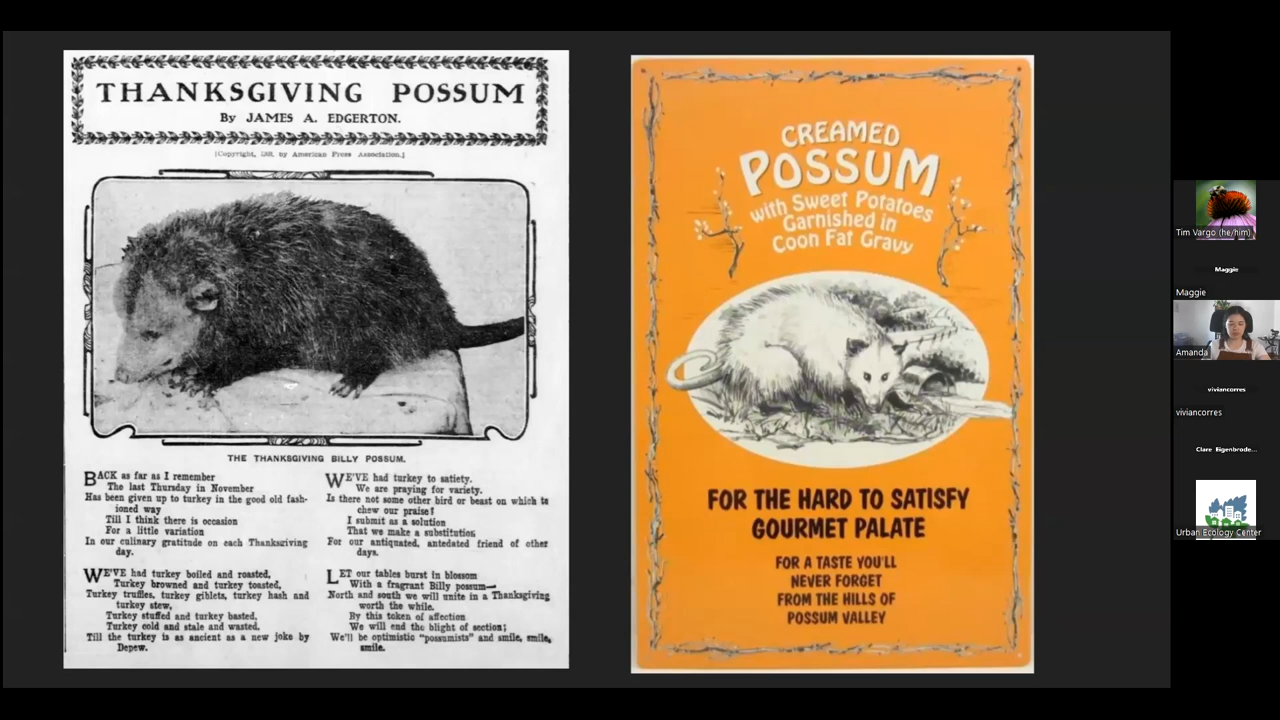 THANKSGIVING POSSUM
By JAMES A. EDGERTON.
by American Press Association.]
THE THANKSGIVING BILLY POSSUM.
BACK as far as I remember
The last Thursday in November
Has been given up to turkey in the good old fash-
ioned way
Till I think there is occasion
For a little variation
In our culinary gratitude on each Thanksgiving
day.
WE'VE had turkey boiled and roasted,
Turkey browned and turkey toasted,
Turkey truffles, turkey giblets, turkey hash and
turkey stew,
Turkey stuffed and turkey basted,
Turkey cold and stale and wasted,
Till the turkey is as ancient as a new joke by
Depew.
WE'VE had turkey to satiety.
We are praying for variety.
Is there not some other bird or beast on which to
chew our praise?
I submit as a solution
That we make a substitution
For our antiquated, antedated friend of other
days.
LET our tables burst in blossom
With a fragrant Billy possum—
North and south we will unite in a Thanksgiving
worth the while.
By this token of affection
We will end the blight of section;
We'll be optimistic "possumists" and smile, smile,
smile.
CREAMED
POSSUM
with Sweet Potatoes
Garnished in
Coon Fat Gravy
FOR THE HARD TO SATISFY
GOURMET PALATE
FOR A TASTE YOU'LL
NEVER FORGET
FROM THE HILLS OF
POSSUM VALLEY
Tim Vargo (he/him)
Maggie
Maggie
Amanda
viviancorres
viviancorres
Clare Eigenbrode...
Urban Ecology Center